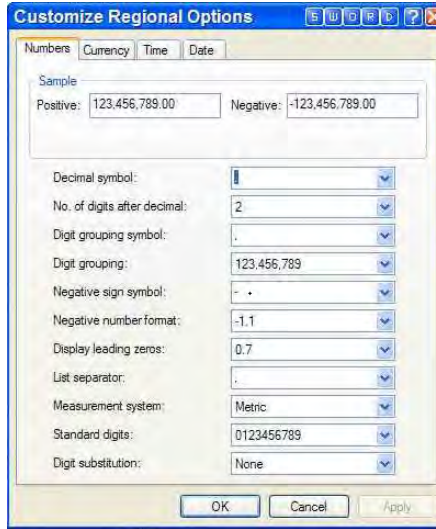 Customize Regional Options
5 W O R D ? X
Numbers Currency Time Date
Sample
Positive: 123,456,789.00 Negative: -123,456,789.00
Decimal symbol: .
No. of digits after decimal: 2
Digit grouping symbol: ,
Digit grouping: 123,456,789
Negative sign symbol: -
Negative number format: -1.1
Display leading zeros: 0.7
List separator: ,
Measurement system: Metric
Standard digits: 0123456789
Digit substitution: None
OK Cancel Apply